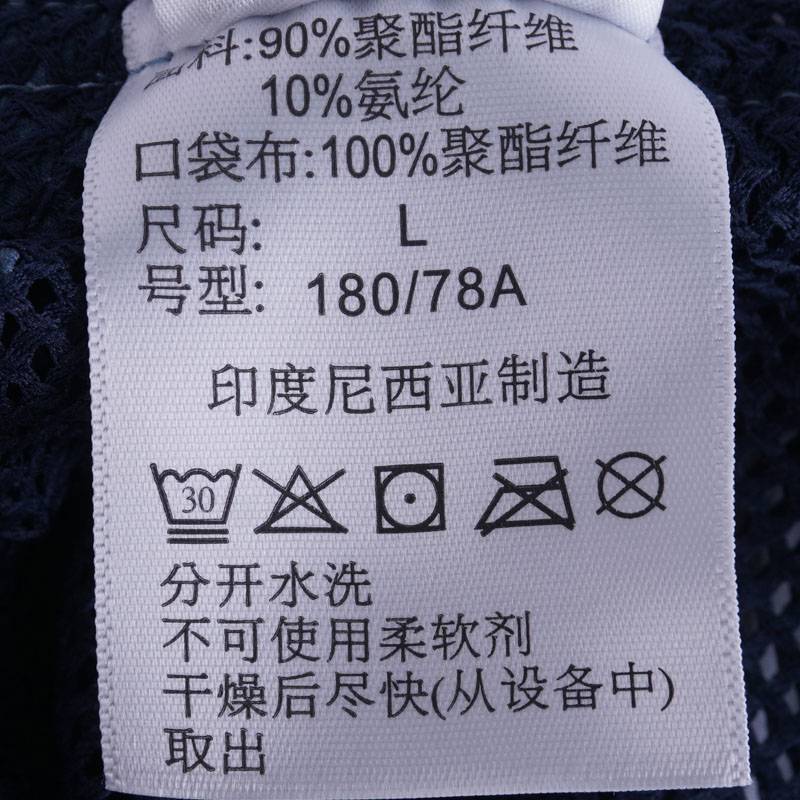 面料:90%聚酯纤维
10%氨纶
口袋布:100%聚酯纤维
尺码: L
号型: 180/78A
印度尼西亚制造
30
分开水洗
不可使用柔软剂
干燥后尽快(从设备中)
取出